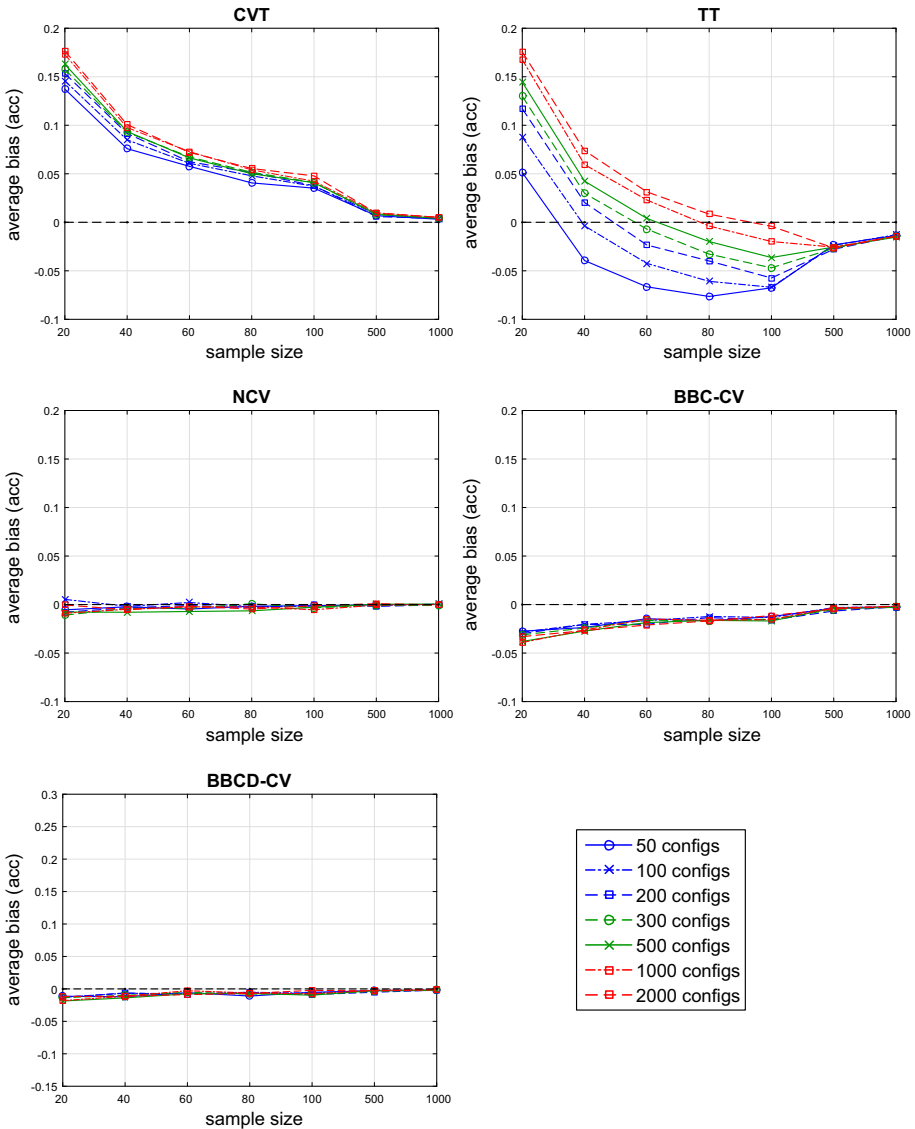 CVT
0.2
0.15
0.1
0.05
0
-0.05
-0.1
average bias (acc)
20 40 60 80 100 500 1000
sample size
TT
0.2
0.15
0.1
0.05
0
-0.05
-0.1
average bias (acc)
20 40 60 80 100 500 1000
sample size
NCV
0.2
0.15
0.1
0.05
0
-0.05
-0.1
average bias (acc)
20 40 60 80 100 500 1000
sample size
BBC-CV
0.2
0.15
0.1
0.05
0
-0.05
-0.1
average bias (acc)
20 40 60 80 100 500 1000
sample size
BBCD-CV
0.3
0.25
0.2
0.15
0.1
0.05
0
-0.05
-0.1
-0.15
average bias (acc)
20 40 60 80 100 500 1000
sample size
50 configs
100 configs
200 configs
300 configs
500 configs
1000 configs
2000 configs